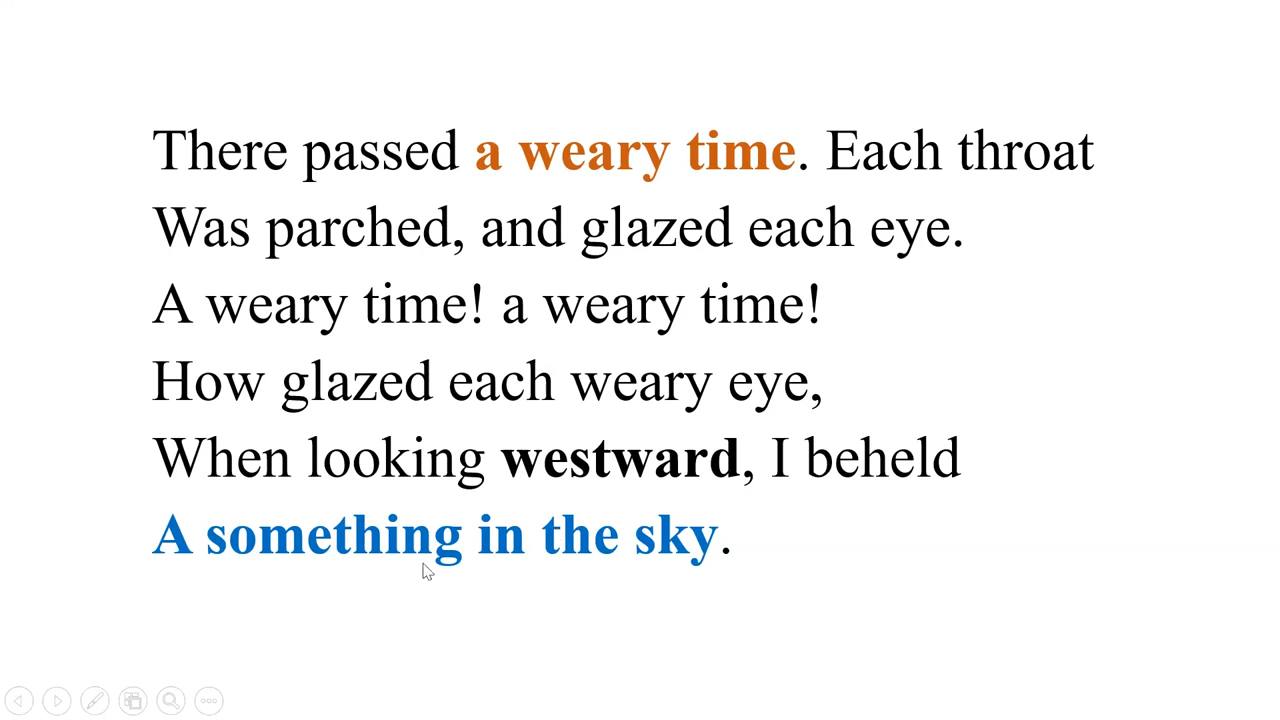 There passed a weary time. Each throat
Was parched, and glazed each eye.
A weary time! a weary time!
How glazed each weary eye,
When looking westward, I beheld
A something in the sky.